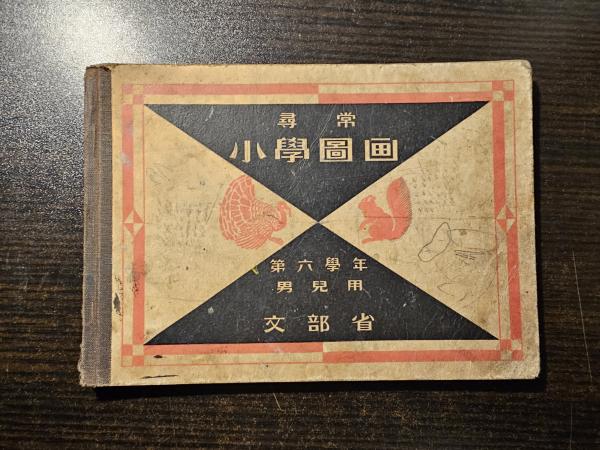 尋常
小學圖画
第六學年
男兒用
文部省